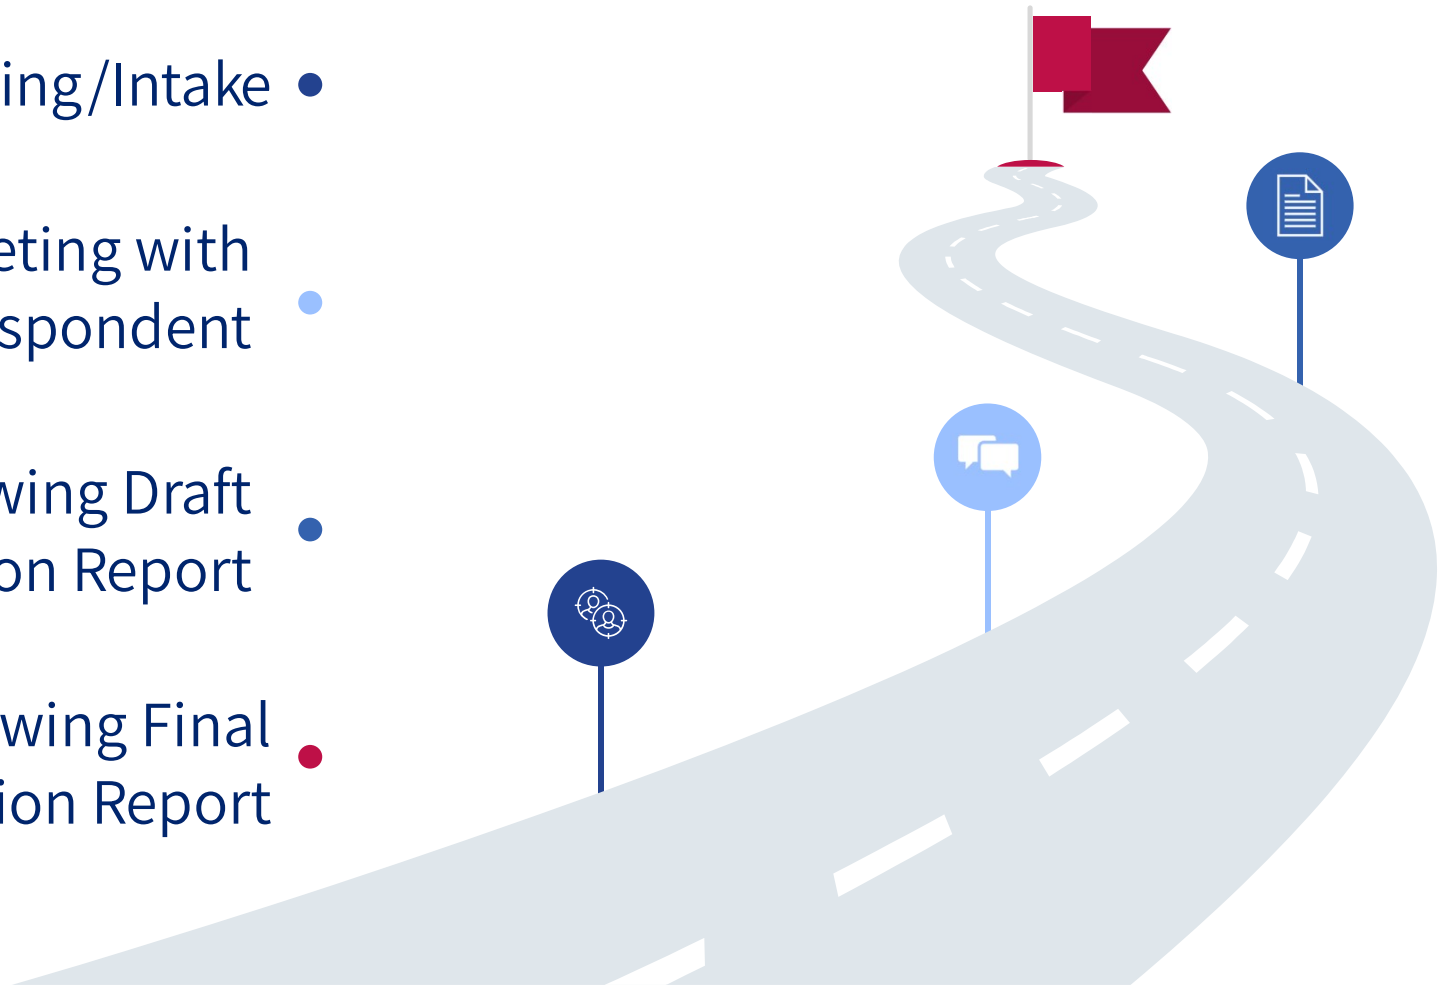 ing/Intake
eting with
spondent
wing Draft
on Report
wing Final
ion Report